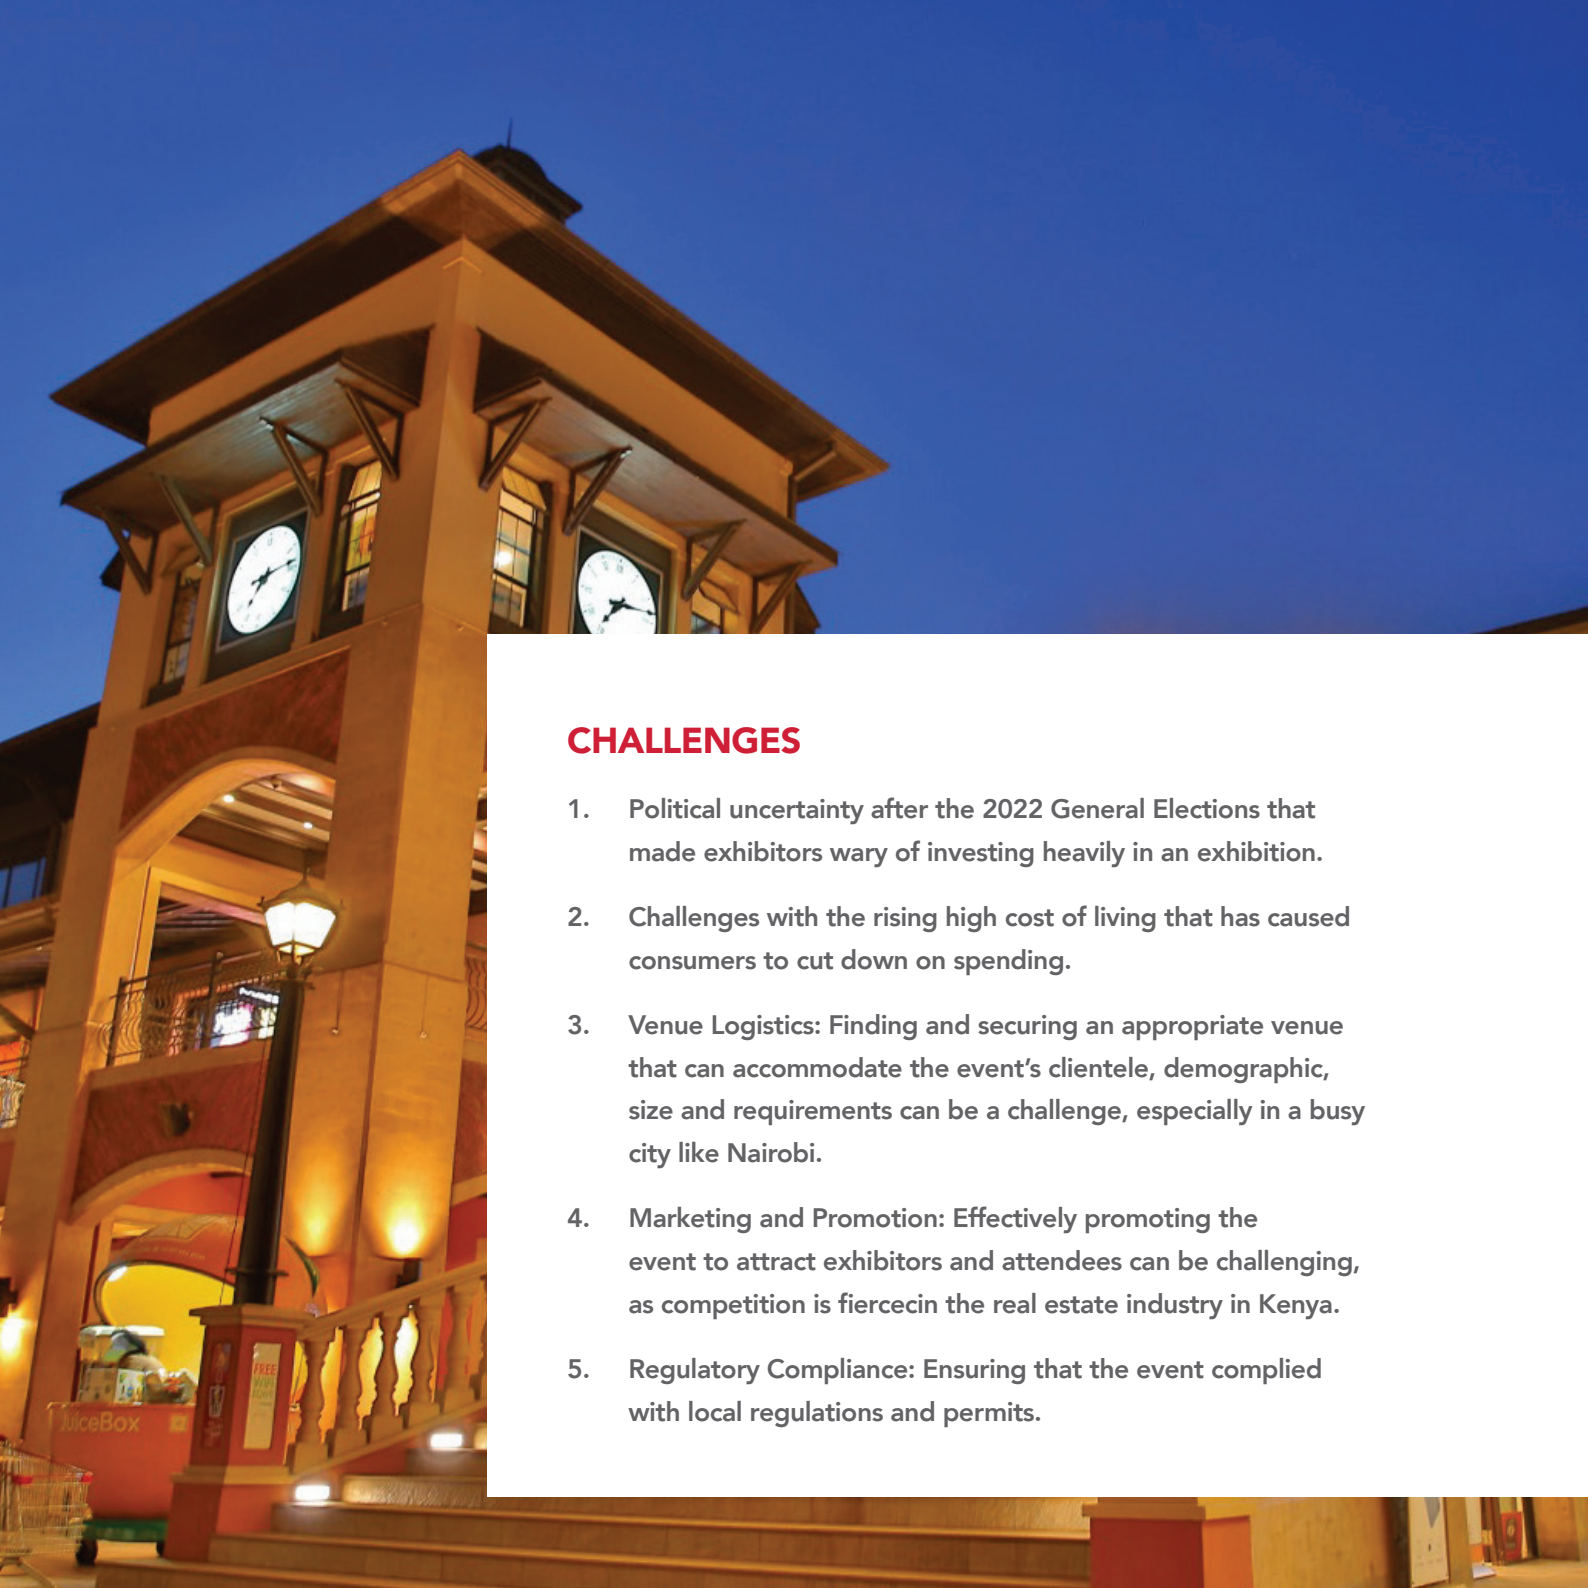 CHALLENGES
1. Political uncertainty after the 2022 General Elections that
made exhibitors wary of investing heavily in an exhibition.
2. Challenges with the rising high cost of living that has caused
consumers to cut down on spending.
3. Venue Logistics: Finding and securing an appropriate venue
that can accommodate the event’s clientele, demographic,
size and requirements can be a challenge, especially in a busy
city like Nairobi.
4. Marketing and Promotion: Effectively promoting the
event to attract exhibitors and attendees can be challenging,
as competition is fiercecin the real estate industry in Kenya.
5. Regulatory Compliance: Ensuring that the event complied
with local regulations and permits.
FREE
JuiceBox